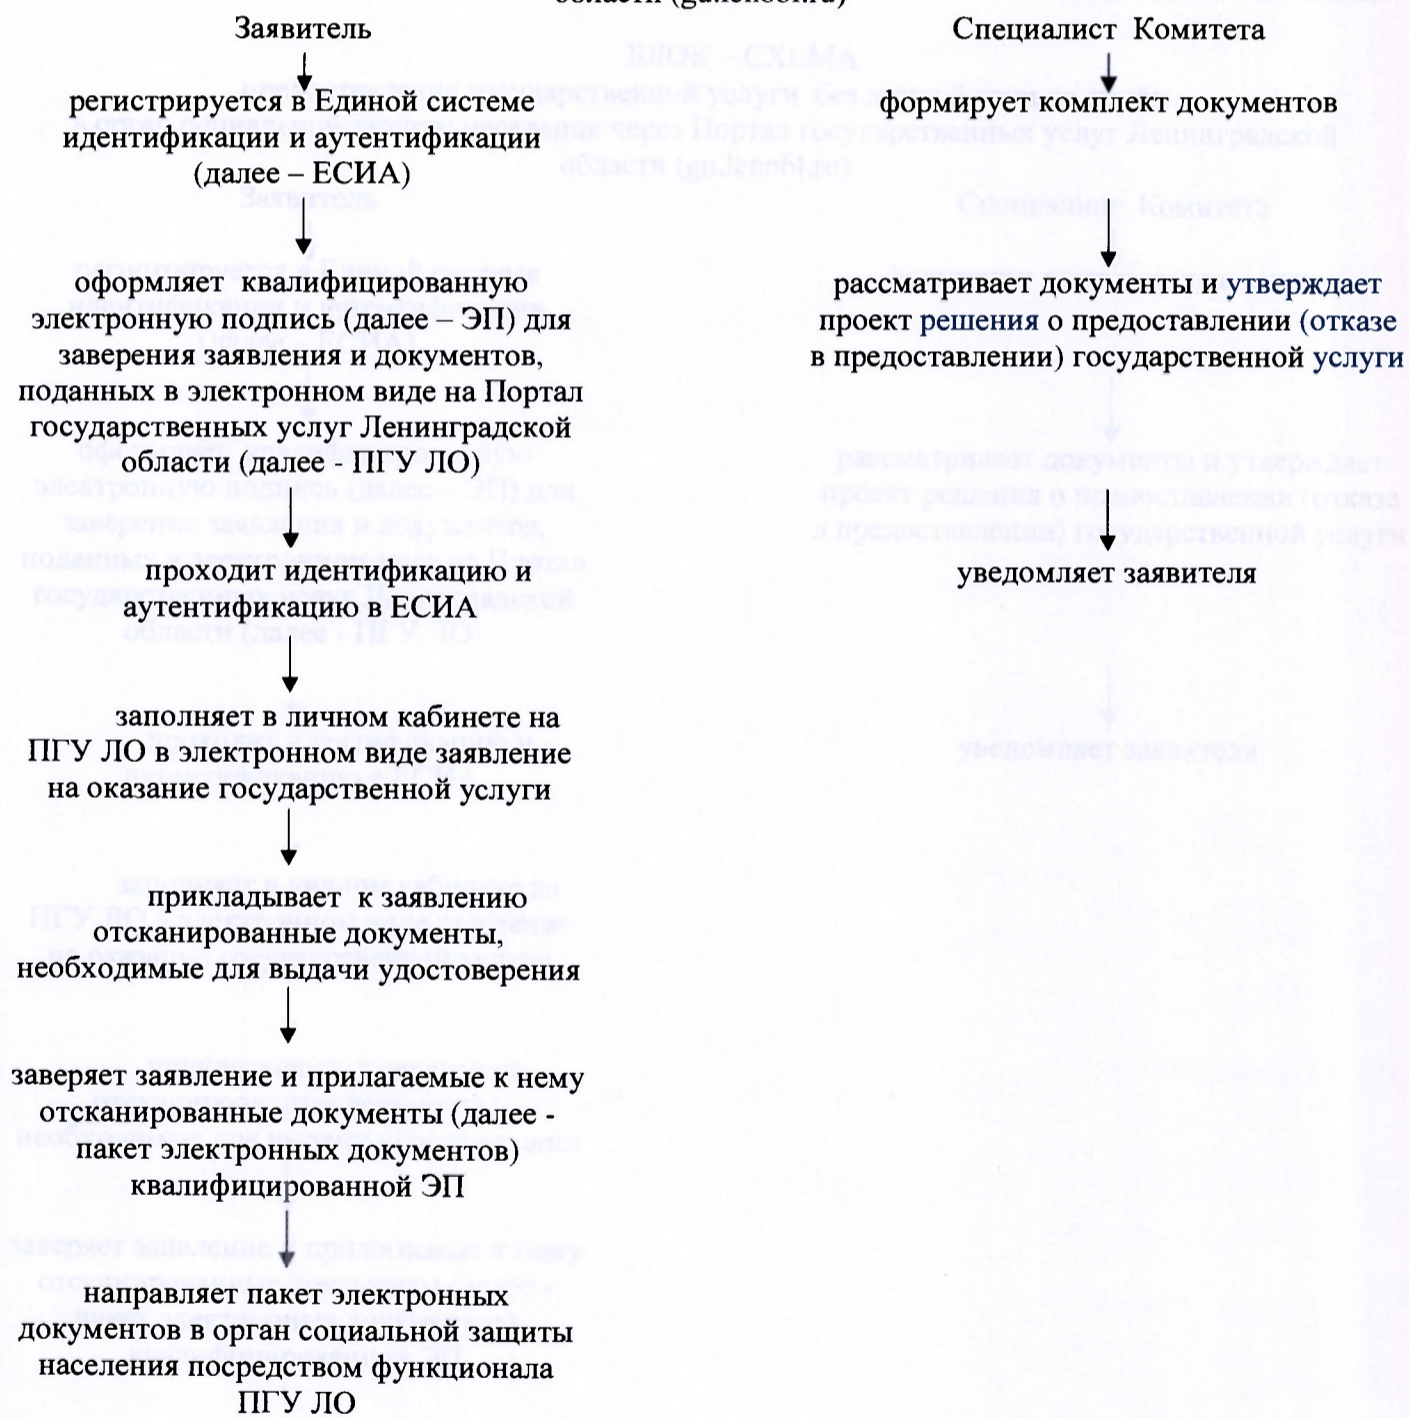 области (gu.lenobl.ru)
Заявитель
регистрируется в Единой системе
идентификации и аутентификации
(далее – ЕСИА)
оформляет квалифицированную
электронную подпись (далее – ЭП) для
заверения заявления и документов,
поданных в электронном виде на Портал
государственных услуг Ленинградской
области (далее - ПГУ ЛО)
проходит идентификацию и
аутентификацию в ЕСИА
заполняет в личном кабинете на
ПГУ ЛО в электронном виде заявление
на оказание государственной услуги
прикладывает к заявлению
отсканированные документы,
необходимые для выдачи удостоверения
заверяет заявление и прилагаемые к нему
отсканированные документы (далее -
пакет электронных документов)
квалифицированной ЭП
направляет пакет электронных
документов в орган социальной защиты
населения посредством функционала
ПГУ ЛО
Специалист Комитета
формирует комплект документов
рассматривает документы и утверждает
проект решения о предоставлении (отказе
в предоставлении) государственной услуги
уведомляет заявителя